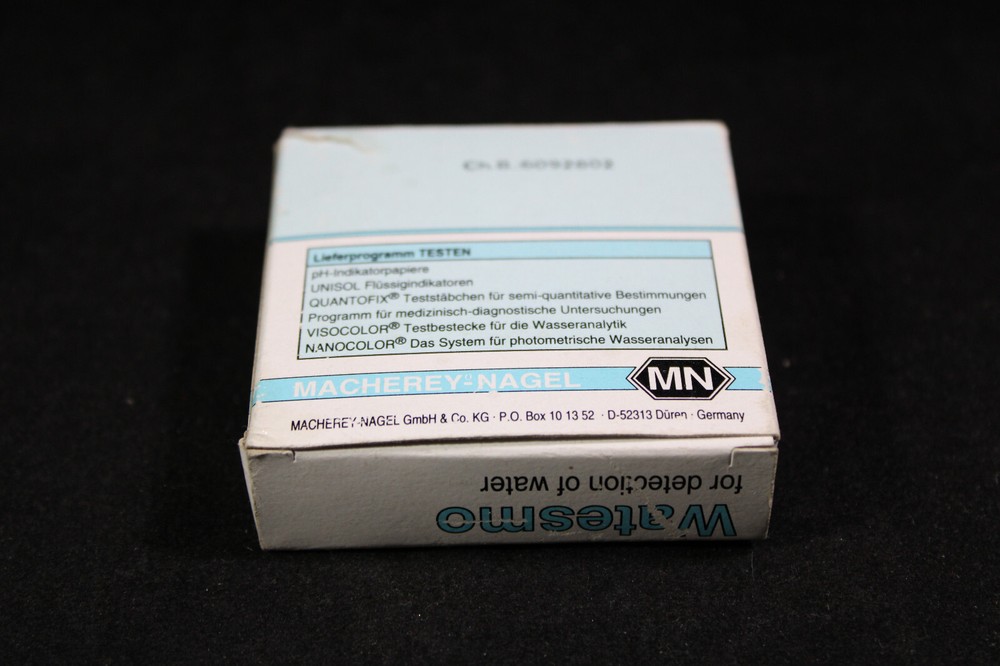 Ch.B. 6092602
Lieferprogramm TESTEN
pH-Indikatorpapiere
UNISOL Flüssigindikatoren
QUANTOFIX® Teststäbchen für semi-quantitative Bestimmungen
Programm für medizinisch-diagnostische Untersuchungen
VISOCOLOR® Testbestecke für die Wasseranalytik
NANOCOLOR® Das System für photometrische Wasseranalysen
MACHEREY-NAGEL MN
MACHEREY-NAGEL GmbH & Co. KG · P.O. Box 10 13 52 · D-52313 Düren · Germany
Watesmo
for detection of water